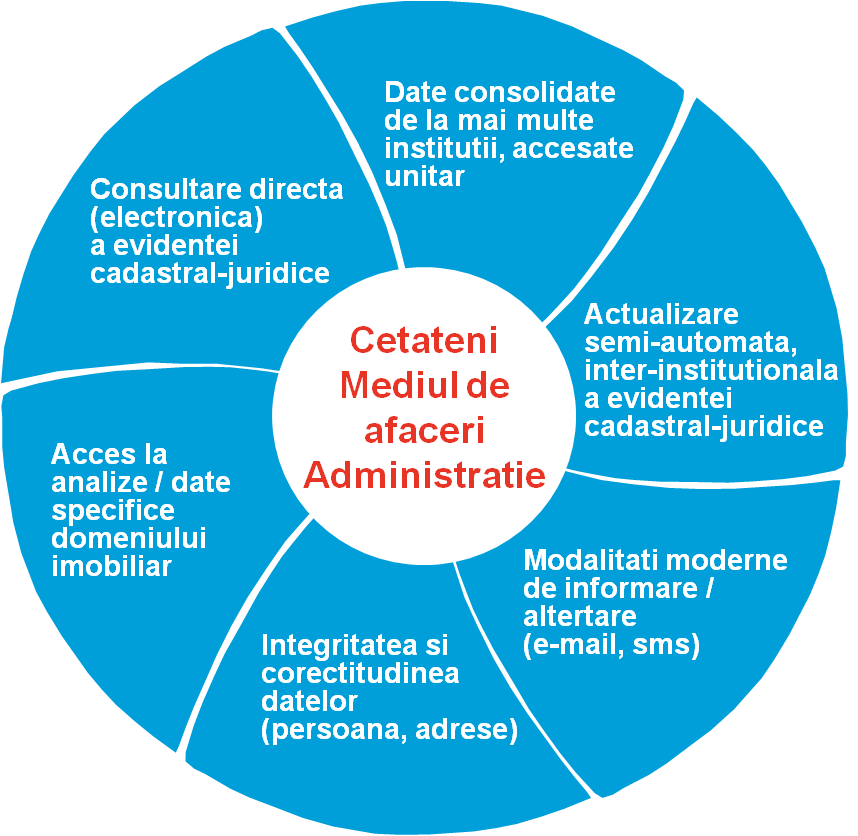 Date consolidate
de la mai multe
institutii, accesate
unitar
Consultare directa
(electronica)
a evidentei
cadastral-juridice
Actualizare
semi-automata,
inter-institutionala
a evidentei
cadastral-juridice
Cetateni
Mediul de
afaceri
Administratie
Acces la
analize / date
specifice
domeniului
imobiliar
Modalitati moderne
de informare /
altertare
(e-mail, sms)
Integritatea si
corectitudinea
datelor
(persoana, adrese)